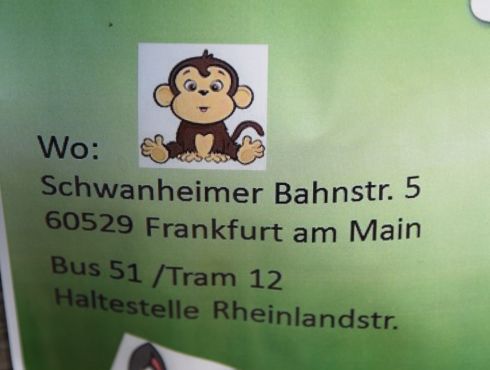 Wo:
Schwanheimer Bahnstr. 5
60529 Frankfurt am Main
Bus 51 /Tram 12
Haltestelle Rheinlandstr.